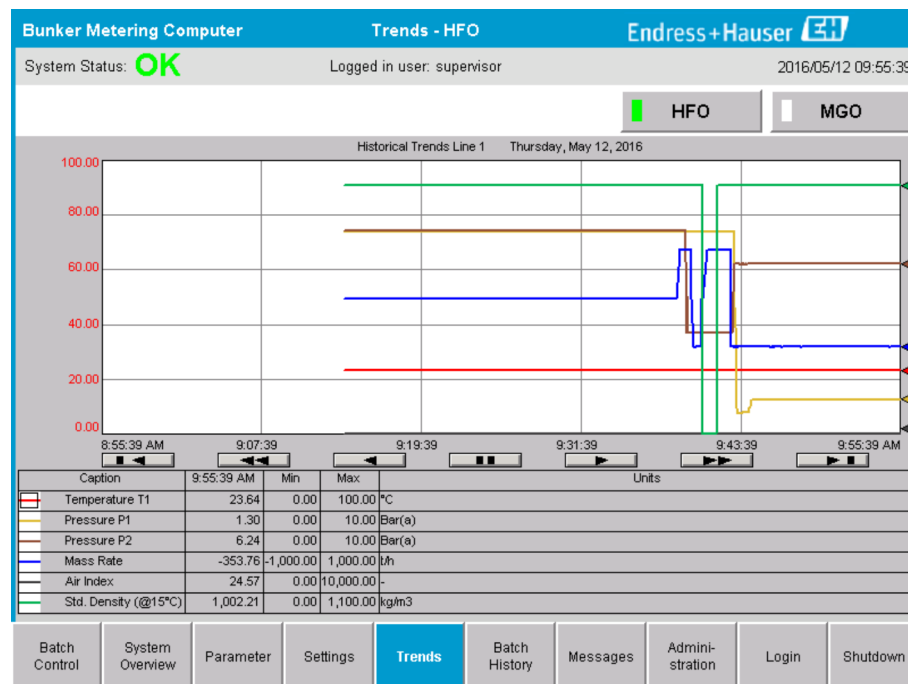 Bunker Metering Computer Trends - HFO Endress+Hauser EH
System Status: OK Logged in user: supervisor 2016/05/12 09:55:39
HFO MGO
Historical Trends Line 1 Thursday, May 12, 2016
100.00
80.00
60.00
40.00
20.00
0.00
8:55:39 AM 9:07:39 9:19:39 9:31:39 9:43:39 9:55:39 AM
Caption 9:55:39 AM Min Max Units
Temperature T1 23.64 0.00 100.00 °C
Pressure P1 1.30 0.00 10.00 Bar(a)
Pressure P2 6.24 0.00 10.00 Bar(a)
Mass Rate -353.76 -1,000.00 1,000.00 t/h
Air Index 24.57 0.00 10,000.00 -
Std. Density (@15°C) 1,002.21 0.00 1,100.00 kg/m3
Batch Control System Overview Parameter Settings Trends Batch History Messages Admini-stration Login Shutdown